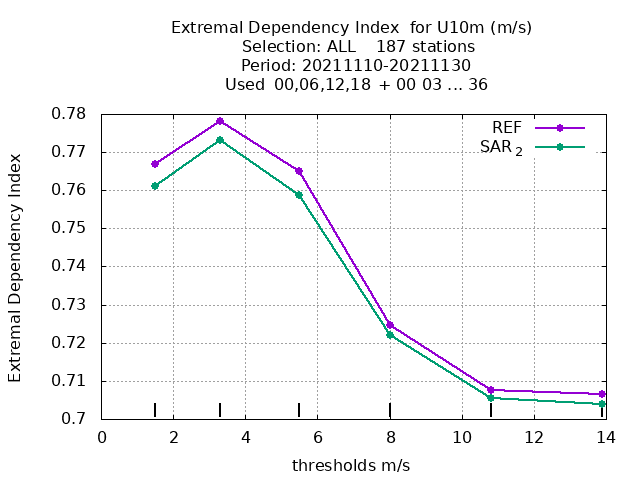 Extremal Dependency Index  for U10m (m/s)
Selection: ALL    187 stations
Period: 20211110-20211130
Used  00,06,12,18  + 00 03 ... 36
REF
SAR 2
0.78
0.77
0.76
0.75
0.74
0.73
0.72
0.71
0.7
0 2 4 6 8 10 12 14
Extremal Dependency Index
thresholds m/s